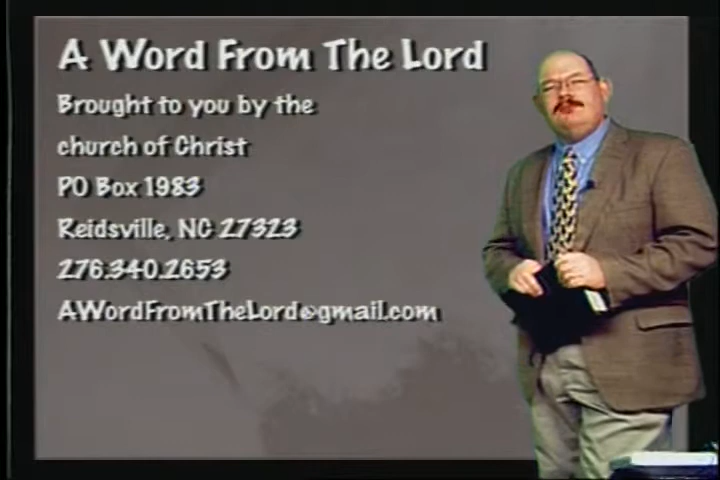 A Word From The Lord
Brought to you by the
church of Christ
PO Box 1983
Reidsville, NC 27323
276.340.2653
AWordFromTheLord@gmail.com